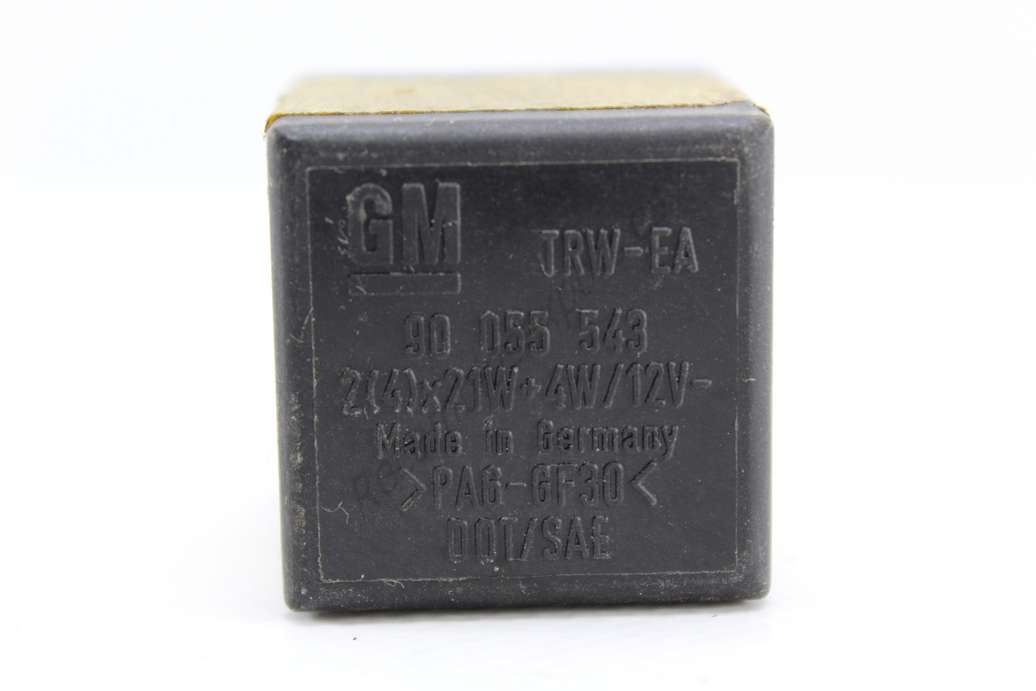 GM
TRW-EA
90 055 543
2(4)x21W+4W/12V-
Made in Germany
>PA6-GF30<
DOT/SAE